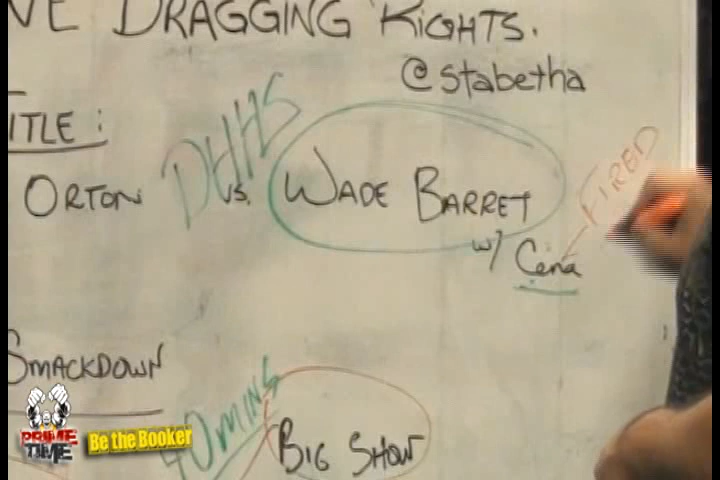 VE DRAGGING RIGHTS.
@stabetha
TITLE:
ORTON vs. WADE BARRET
DHHS
w/ Cena
FIRED
SMACKDOWN
40 MINS
BIG SHOW
PRIME TIME
Be the Booker